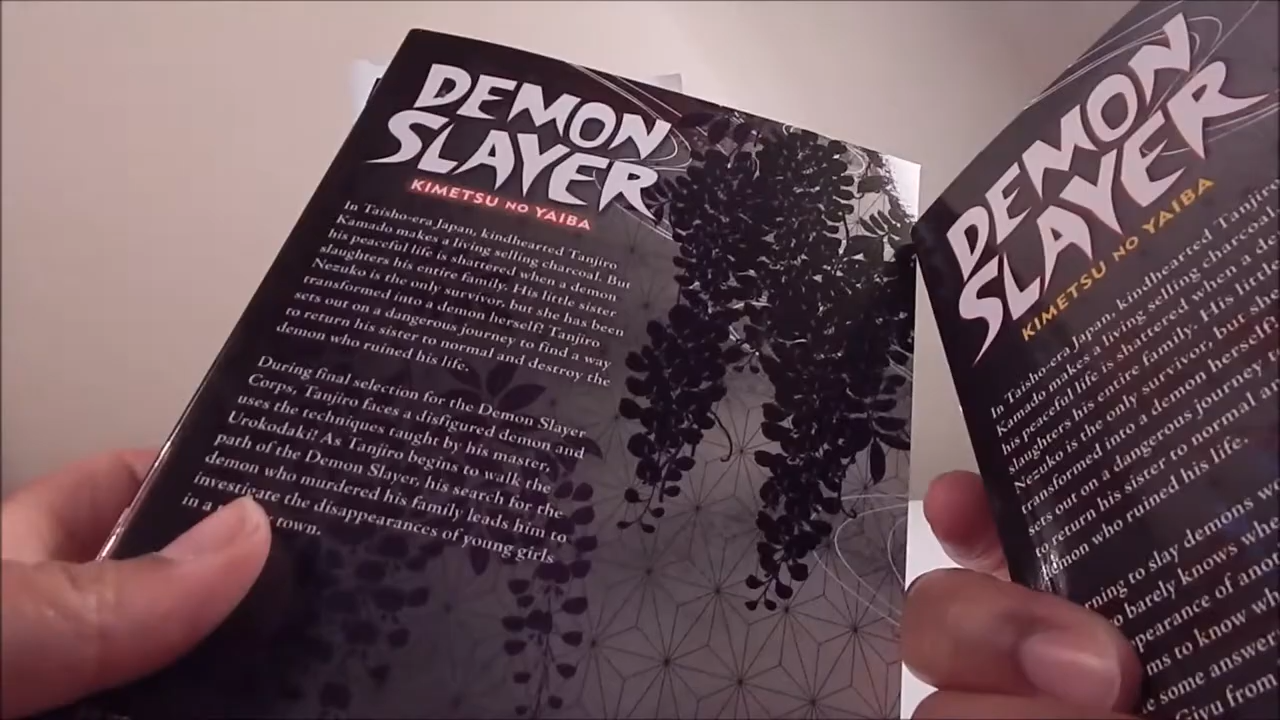 DEMON
SLAYER
KIMETSU NO YAIBA
In Taisho-era Japan, kindhearted Tanjiro
Kamado makes a living selling charcoal. But
his peaceful life is shattered when a demon
slaughters his entire family. His little sister
Nezuko is the only survivor, but she has been
transformed into a demon herself! Tanjiro
sets out on a dangerous journey to find a way
to return his sister to normal and destroy the
demon who ruined his life.
During final selection for the Demon Slayer
Corps, Tanjiro faces a disfigured demon and
uses the techniques taught by his master,
Urokodaki! As Tanjiro begins to walk the
path of the Demon Slayer, his search for the
demon who murdered his family leads him to
investigate the disappearances of young girls
in a town.
DEMON
SLAYER
KIMETSU NO YAIBA
In Taisho-era Japan, kindhearted Tanjiro
Kamado makes a living selling charcoal.
his peaceful life is shattered when a
slaughters his entire family. His little
Nezuko is the only survivor, but she
transformed into a demon herself!
sets out on a dangerous journey
to return his sister to normal
demon who ruined his life.
to slay demons
barely knows
of
to know
some answer
Giyu from